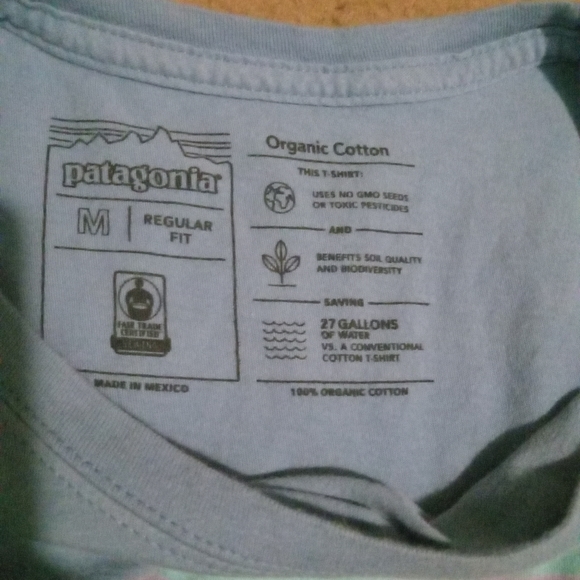 patagonia®
M
REGULAR
FIT
FAIR TRADE
CERTIFIED
SEWING
MADE IN MEXICO
Organic Cotton
THIS T-SHIRT:
USES NO GMO SEEDS
OR TOXIC PESTICIDES
AND
BENEFITS SOIL QUALITY
AND BIODIVERSITY
SAVING
27 GALLONS
OF WATER
VS. A CONVENTIONAL
COTTON T-SHIRT
100% ORGANIC COTTON